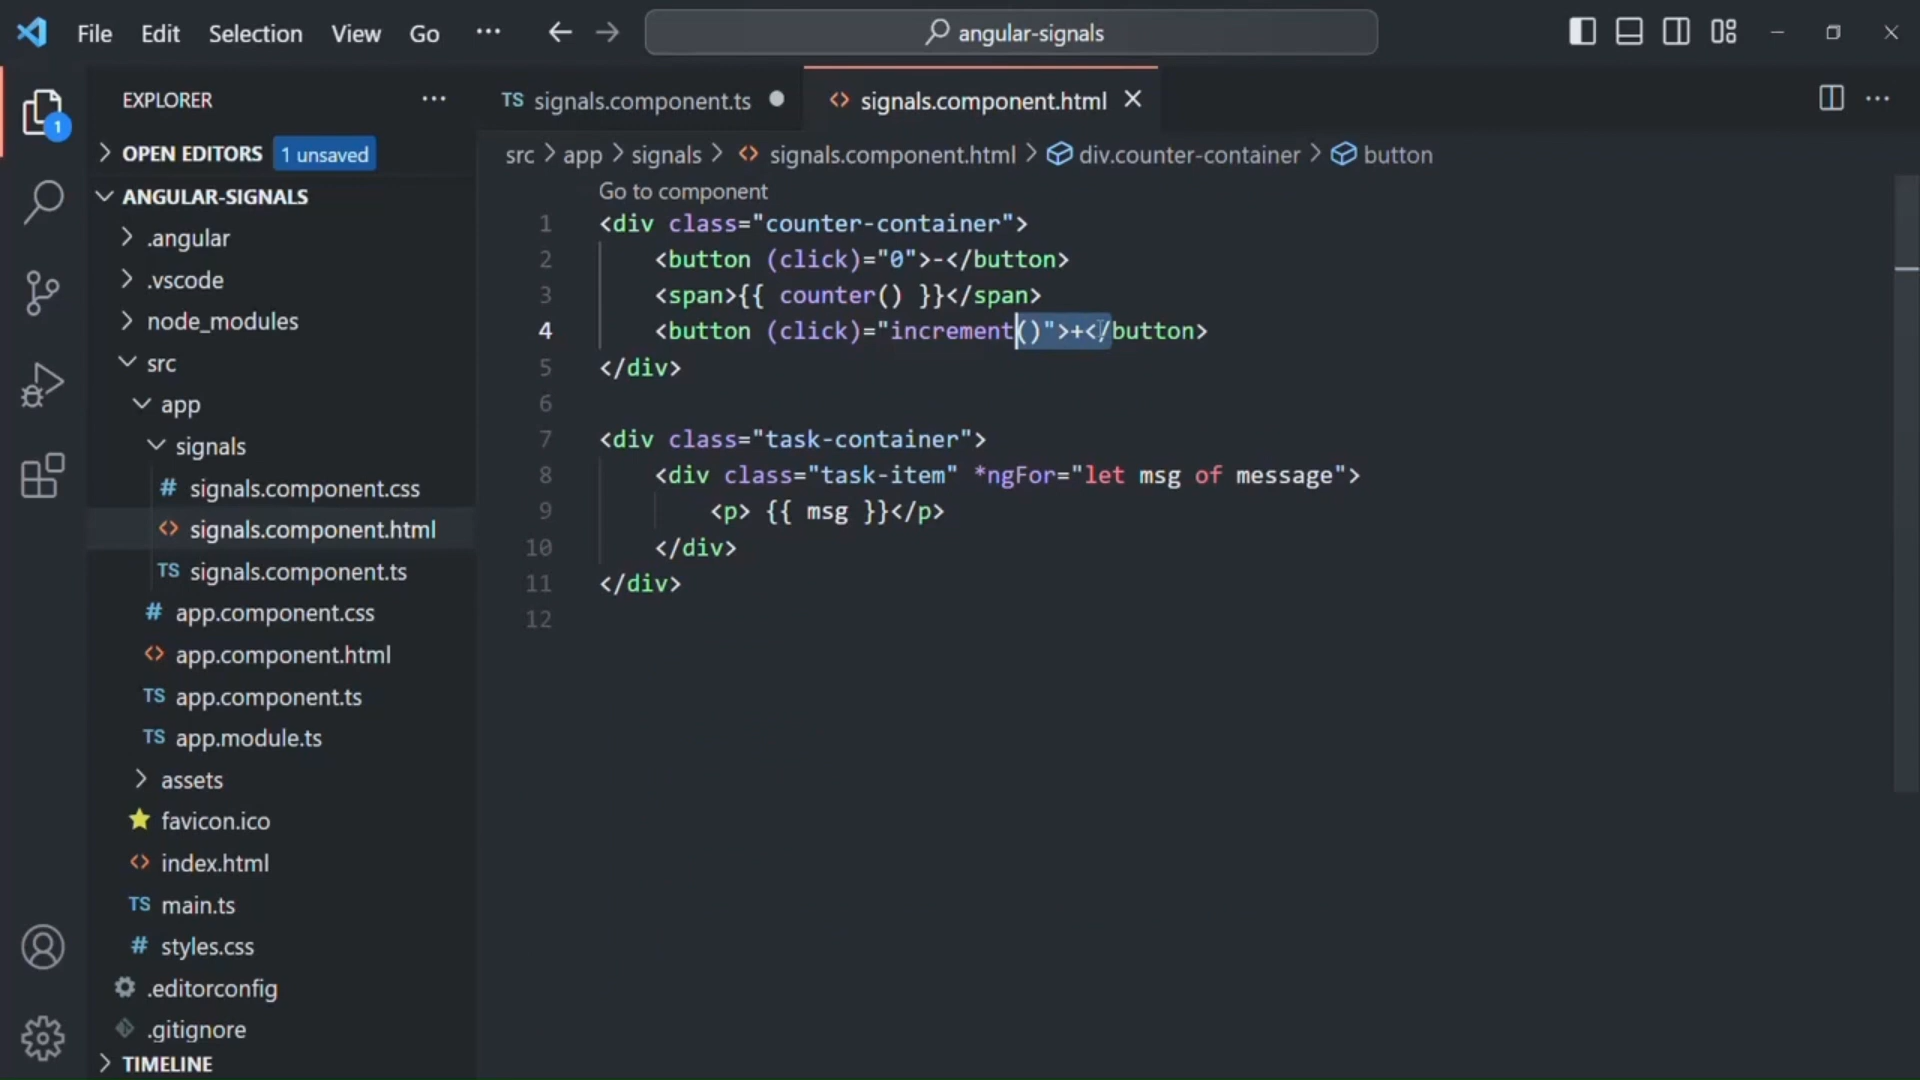 File Edit Selection View Go ··· angular-signals
EXPLORER ···
OPEN EDITORS 1 unsaved
ANGULAR-SIGNALS
.angular
.vscode
node_modules
src
app
signals
# signals.component.css
<> signals.component.html
TS signals.component.ts
# app.component.css
<> app.component.html
TS app.component.ts
TS app.module.ts
assets
favicon.ico
<> index.html
TS main.ts
# styles.css
.editorconfig
.gitignore
TIMELINE
1
TS signals.component.ts ● <> signals.component.html ×
src > app > signals > <> signals.component.html > div.counter-container > button
Go to component
1 <div class="counter-container">
2 <button (click)="0">-</button>
3 <span>{{ counter() }}</span>
4 <button (click)="increment()">+</button>
5 </div>
6
7 <div class="task-container">
8 <div class="task-item" *ngFor="let msg of message">
9 <p> {{ msg }}</p>
10 </div>
11 </div>
12